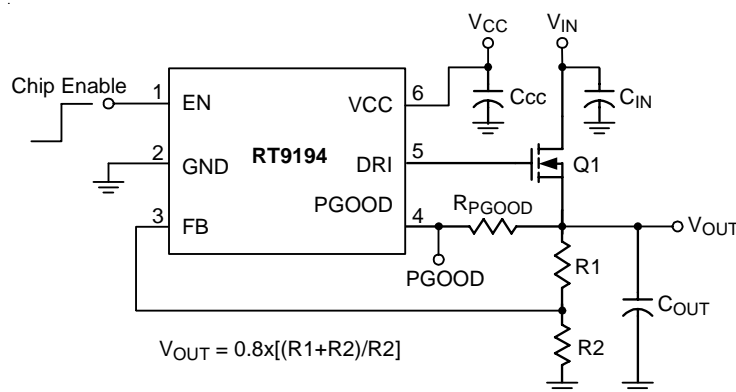 VCC VIN
Chip Enable
1 EN
VCC 6
CCC
CIN
2 GND
RT9194
DRI 5
Q1
PGOOD 4
RPGOOD
3 FB
VOUT
PGOOD
R1
COUT
VOUT = 0.8x[(R1+R2)/R2]
R2